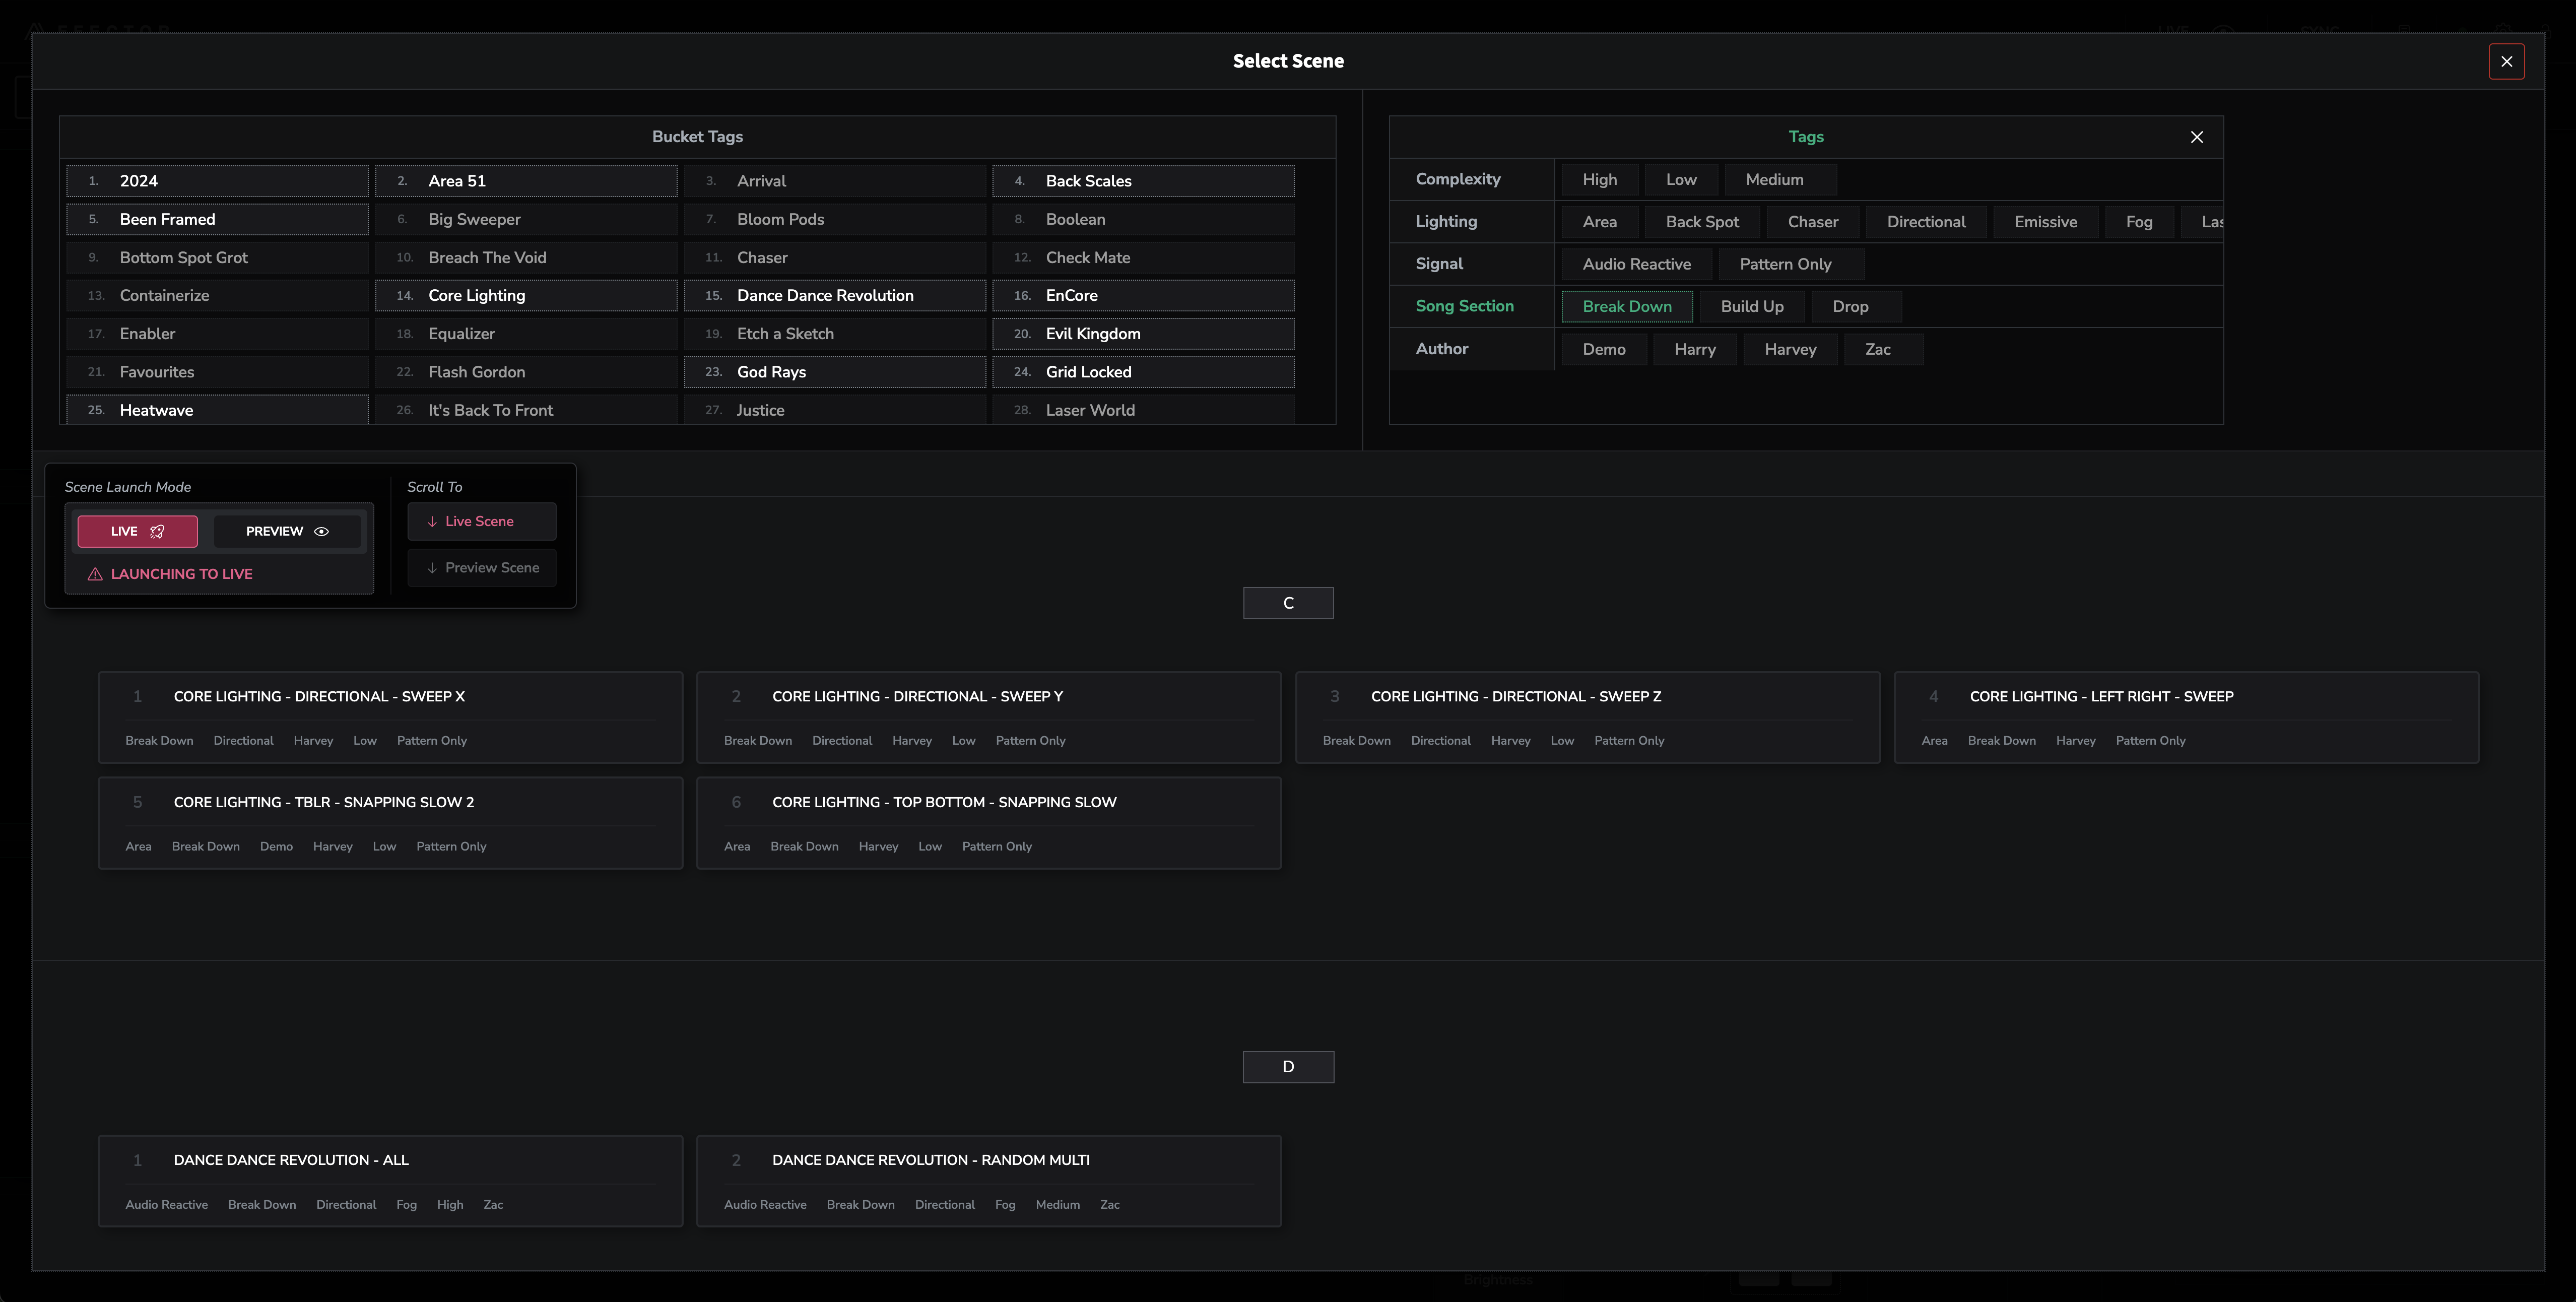 Select Scene
Bucket Tags
1. 2024 2. Area 51 3. Arrival 4. Back Scales
5. Been Framed 6. Big Sweeper 7. Bloom Pods 8. Boolean
9. Bottom Spot Grot 10. Breach The Void 11. Chaser 12. Check Mate
13. Containerize 14. Core Lighting 15. Dance Dance Revolution 16. EnCore
17. Enabler 18. Equalizer 19. Etch a Sketch 20. Evil Kingdom
21. Favourites 22. Flash Gordon 23. God Rays 24. Grid Locked
25. Heatwave 26. It's Back To Front 27. Justice 28. Laser World
Tags
Complexity High Low Medium
Lighting Area Back Spot Chaser Directional Emissive Fog Las
Signal Audio Reactive Pattern Only
Song Section Break Down Build Up Drop
Author Demo Harry Harvey Zac
Scene Launch Mode
LIVE PREVIEW
LAUNCHING TO LIVE
Scroll To
Live Scene
Preview Scene
C
1 CORE LIGHTING - DIRECTIONAL - SWEEP X
Break Down Directional Harvey Low Pattern Only
2 CORE LIGHTING - DIRECTIONAL - SWEEP Y
Break Down Directional Harvey Low Pattern Only
3 CORE LIGHTING - DIRECTIONAL - SWEEP Z
Break Down Directional Harvey Low Pattern Only
4 CORE LIGHTING - LEFT RIGHT - SWEEP
Area Break Down Harvey Pattern Only
5 CORE LIGHTING - TBLR - SNAPPING SLOW 2
Area Break Down Demo Harvey Low Pattern Only
6 CORE LIGHTING - TOP BOTTOM - SNAPPING SLOW
Area Break Down Harvey Low Pattern Only
D
1 DANCE DANCE REVOLUTION - ALL
Audio Reactive Break Down Directional Fog High Zac
2 DANCE DANCE REVOLUTION - RANDOM MULTI
Audio Reactive Break Down Directional Fog Medium Zac
Brightness